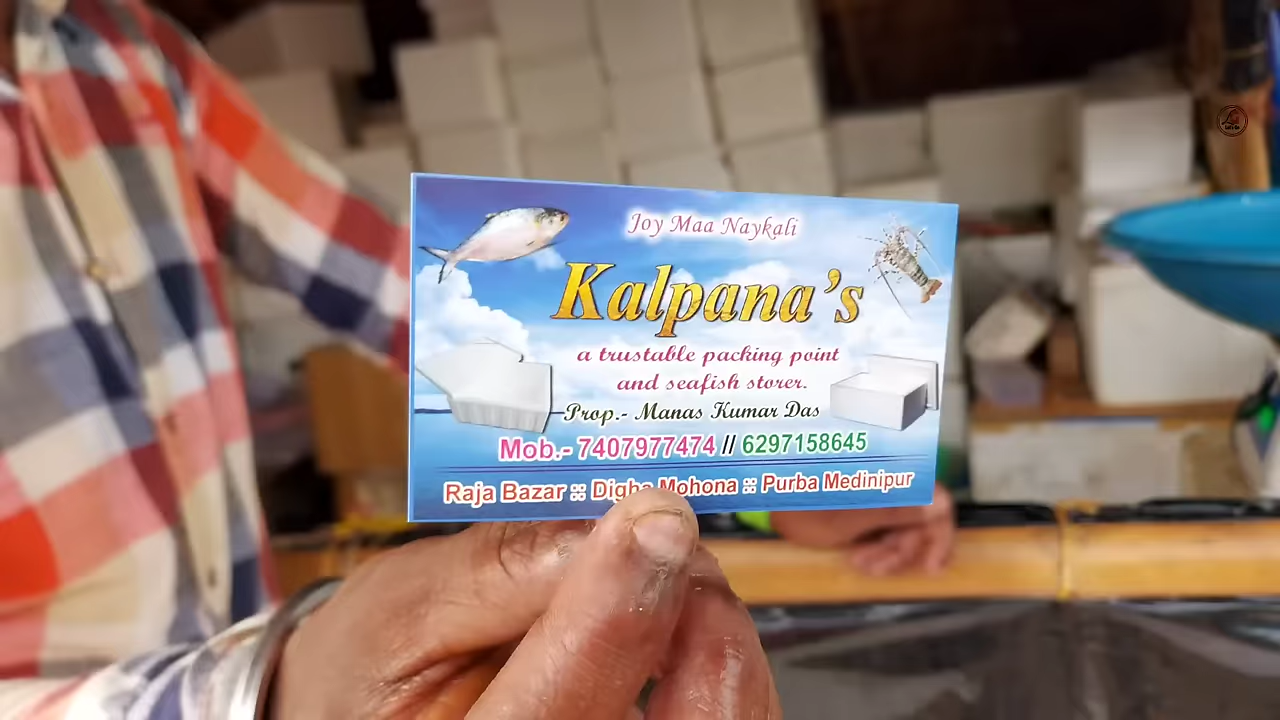 Joy Maa Naykali
Kalpana's
a trustable packing point
and seafish storer.
Prop.- Manas Kumar Das
Mob.- 7407977474 // 6297158645
Raja Bazar :: Digha Mohona :: Purba Medinipur